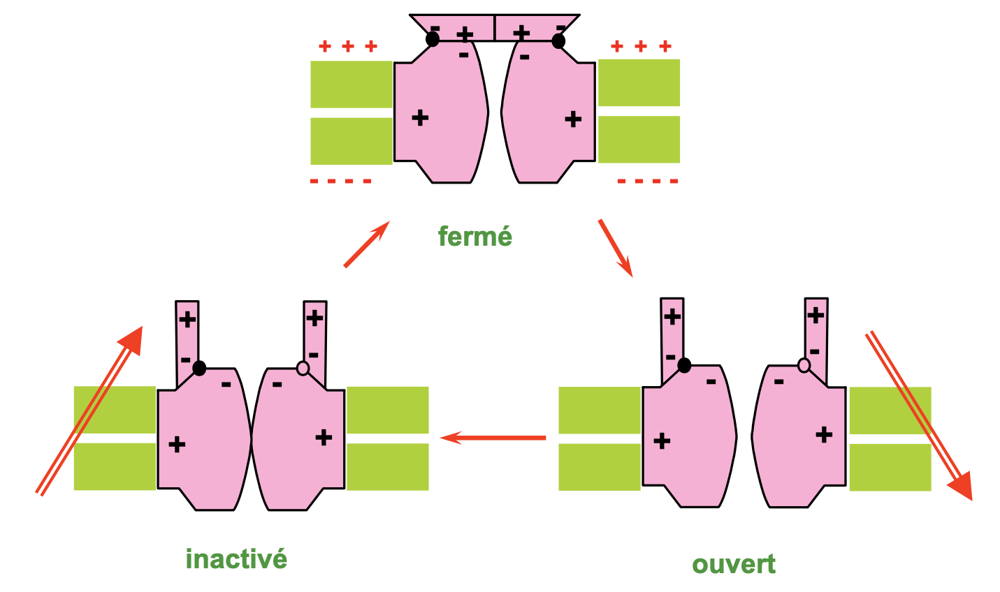 - + + -
+ + + + + +
- -
+ +
- - - - - - - -
fermé
+ + + +
- - - -
- - - -
+ + + +
inactivé
ouvert